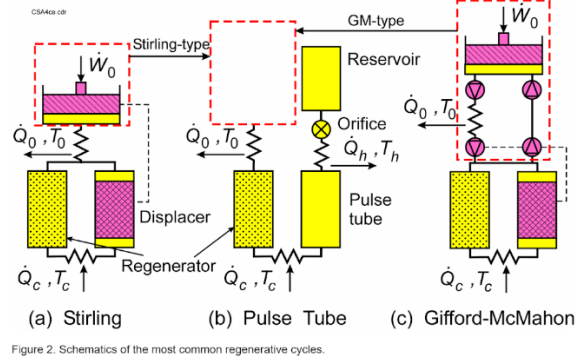 CSA4ca.cdr
Ẇ0
Stirling-type
GM-type
Ẇ0
Reservoir
Q̇0 ,T0
Q̇0 ,T0
Orifice
Q̇0 ,T0
Q̇h ,Th
Displacer
Pulse
tube
Regenerator
Q̇c ,Tc
Q̇c ,Tc
Q̇c ,Tc
(a) Stirling
(b) Pulse Tube
(c) Gifford-McMahon
Figure 2. Schematics of the most common regenerative cycles.